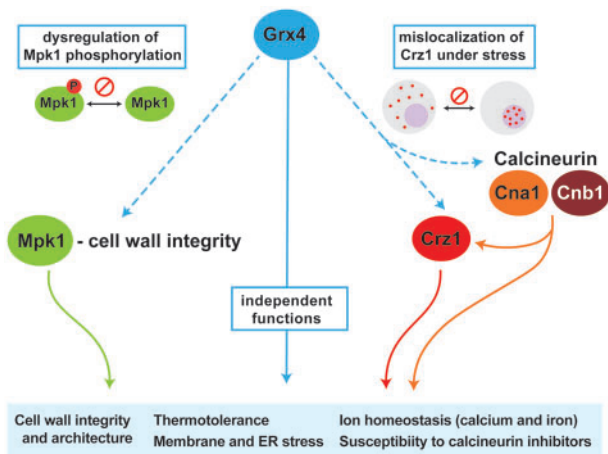 dysregulation of
Mpk1 phosphorylation
Grx4
mislocalization of
Crz1 under stress
P
Mpk1
Mpk1
Calcineurin
Cna1
Cnb1
Mpk1 - cell wall integrity
Crz1
independent
functions
Cell wall integrity
and architecture
Thermotolerance
Membrane and ER stress
Ion homeostasis (calcium and iron)
Susceptibiity to calcineurin inhibitors